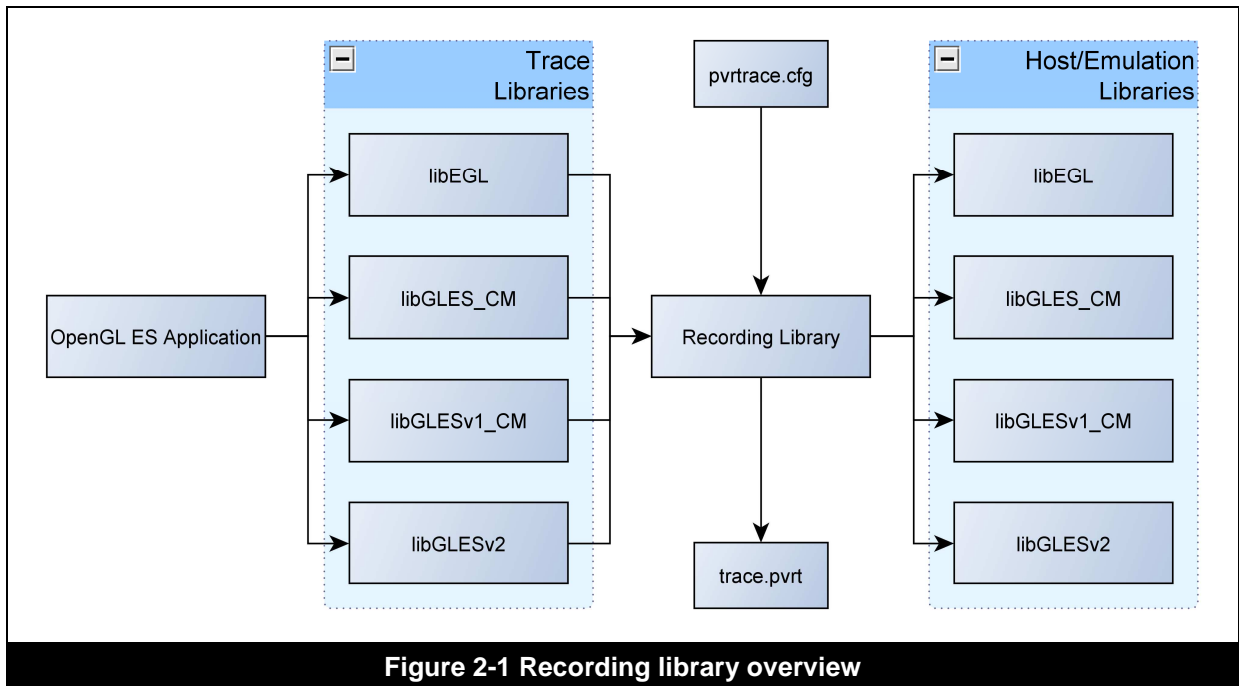 Trace
Libraries
libEGL
libGLES_CM
libGLESv1_CM
libGLESv2
OpenGL ES Application
pvrtrace.cfg
Recording Library
trace.pvrt
Host/Emulation
Libraries
libEGL
libGLES_CM
libGLESv1_CM
libGLESv2
Figure 2-1 Recording library overview